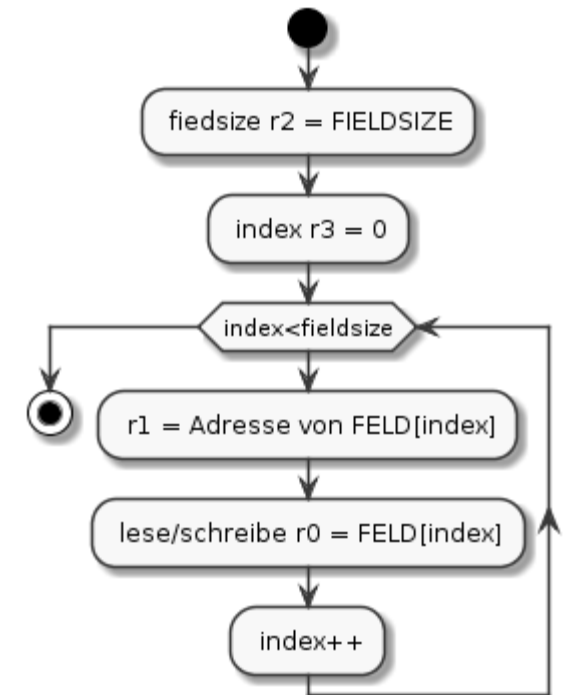 fiedsize r2 = FIELDSIZE
index r3 = 0
index<fieldsize
r1 = Adresse von FELD[index]
lese/schreibe r0 = FELD[index]
index++